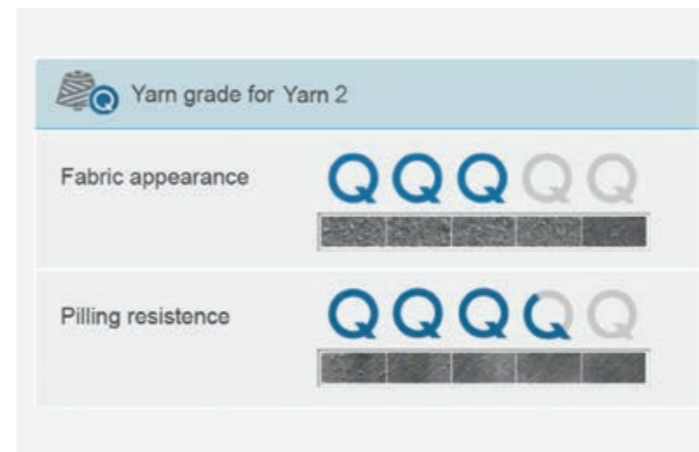 Yarn grade for Yarn 2
Fabric appearance
Q Q Q Q Q
Pilling resistence
Q Q Q Q Q